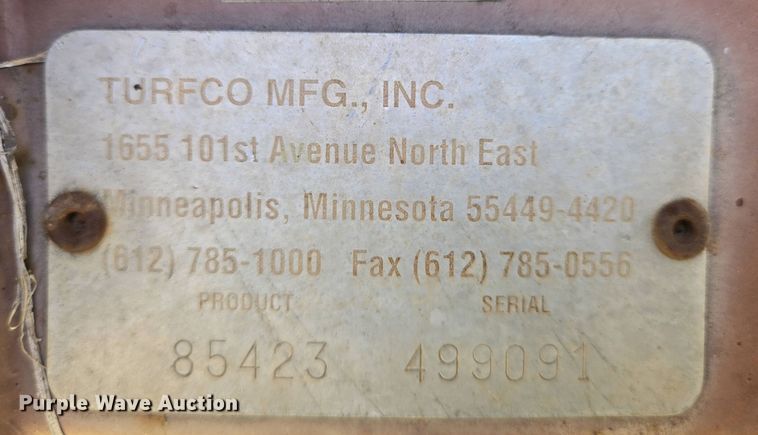 TURFCO MFG., INC.
1655 101st Avenue North East
Minneapolis, Minnesota 55449-4420
(612) 785-1000 Fax (612) 785-0556
PRODUCT SERIAL
85423 499091
Purple Wave Auction